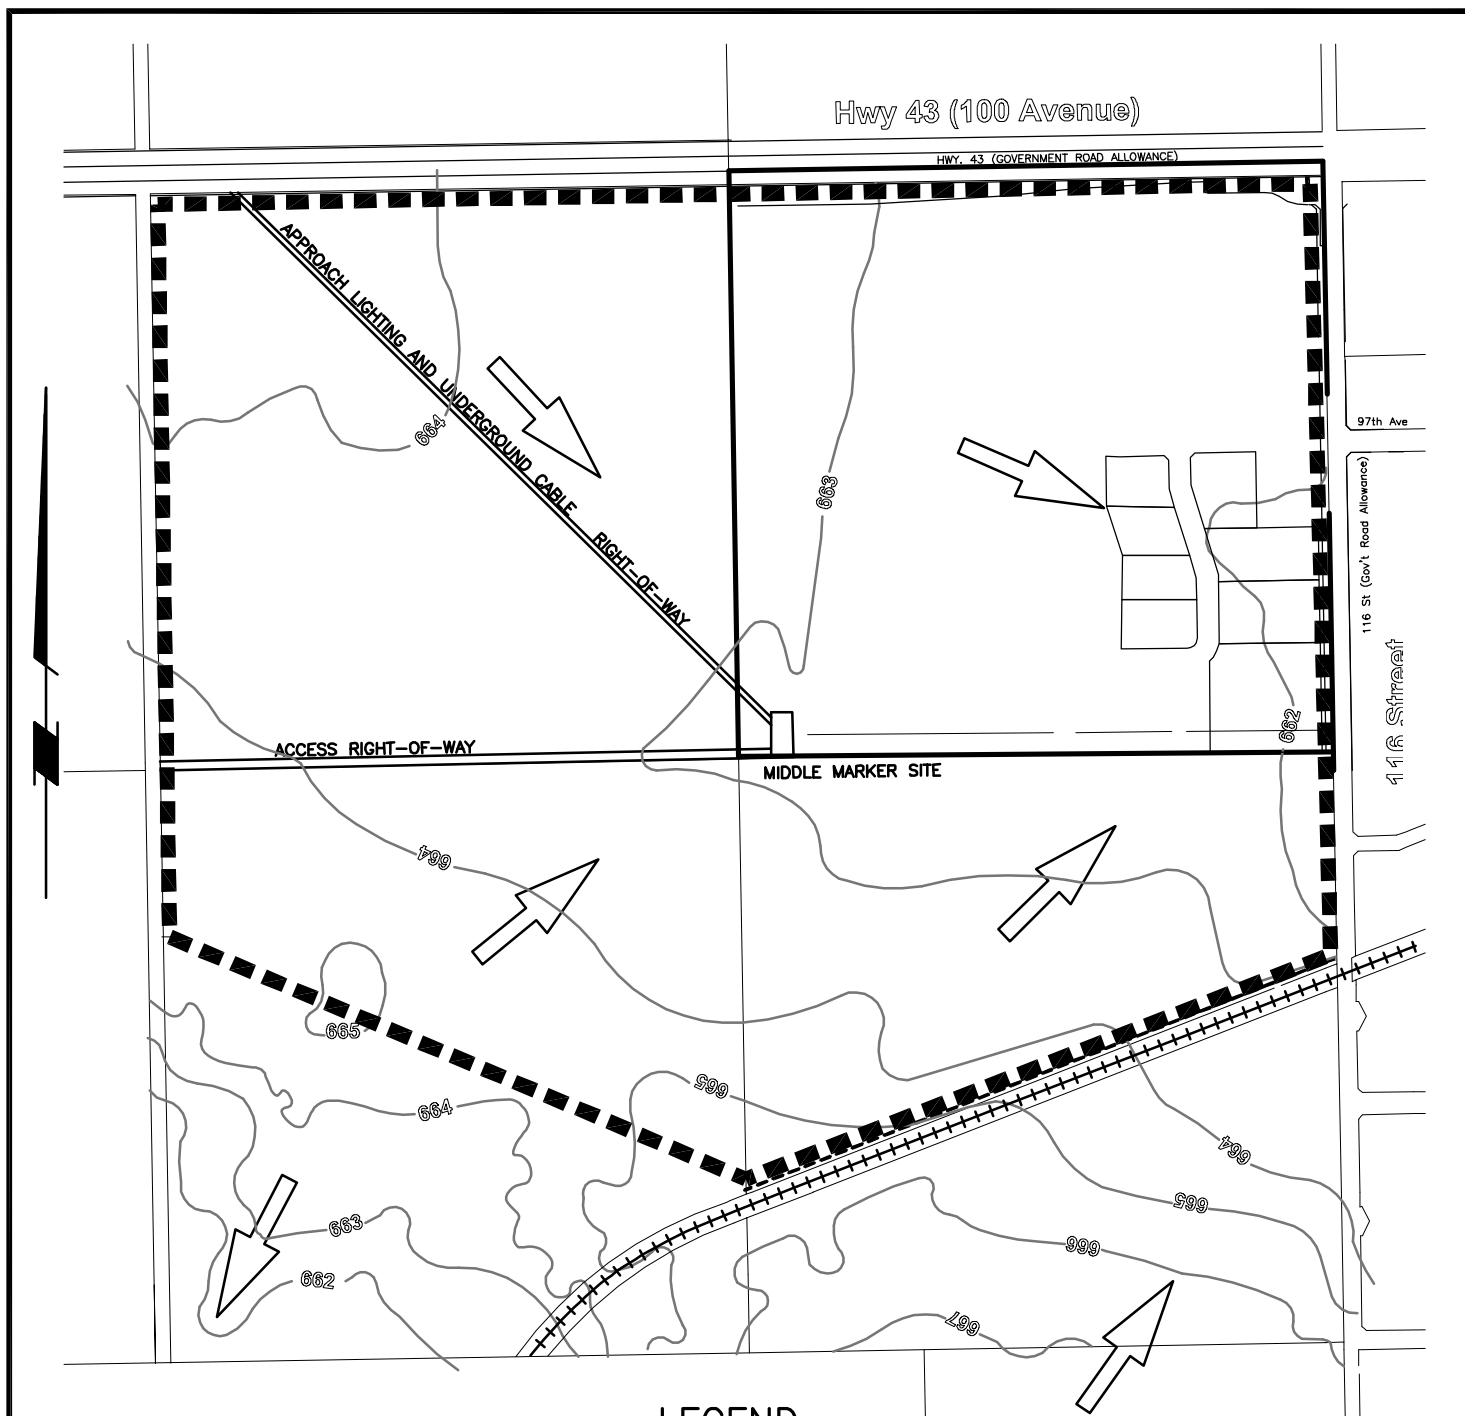 Hwy 43 (100 Avenue)
HWY. 43 (GOVERNMENT ROAD ALLOWANCE)
APPROACH LIGHTING AND UNDERGROUND CABLE RIGHT-OF-WAY
664
97th Ave
663
116 St (Gov't Road Allowance)
116 Street
662
ACCESS RIGHT-OF-WAY
MIDDLE MARKER SITE
664
665
665
664
664
665
663
666
662
667
LEGEND